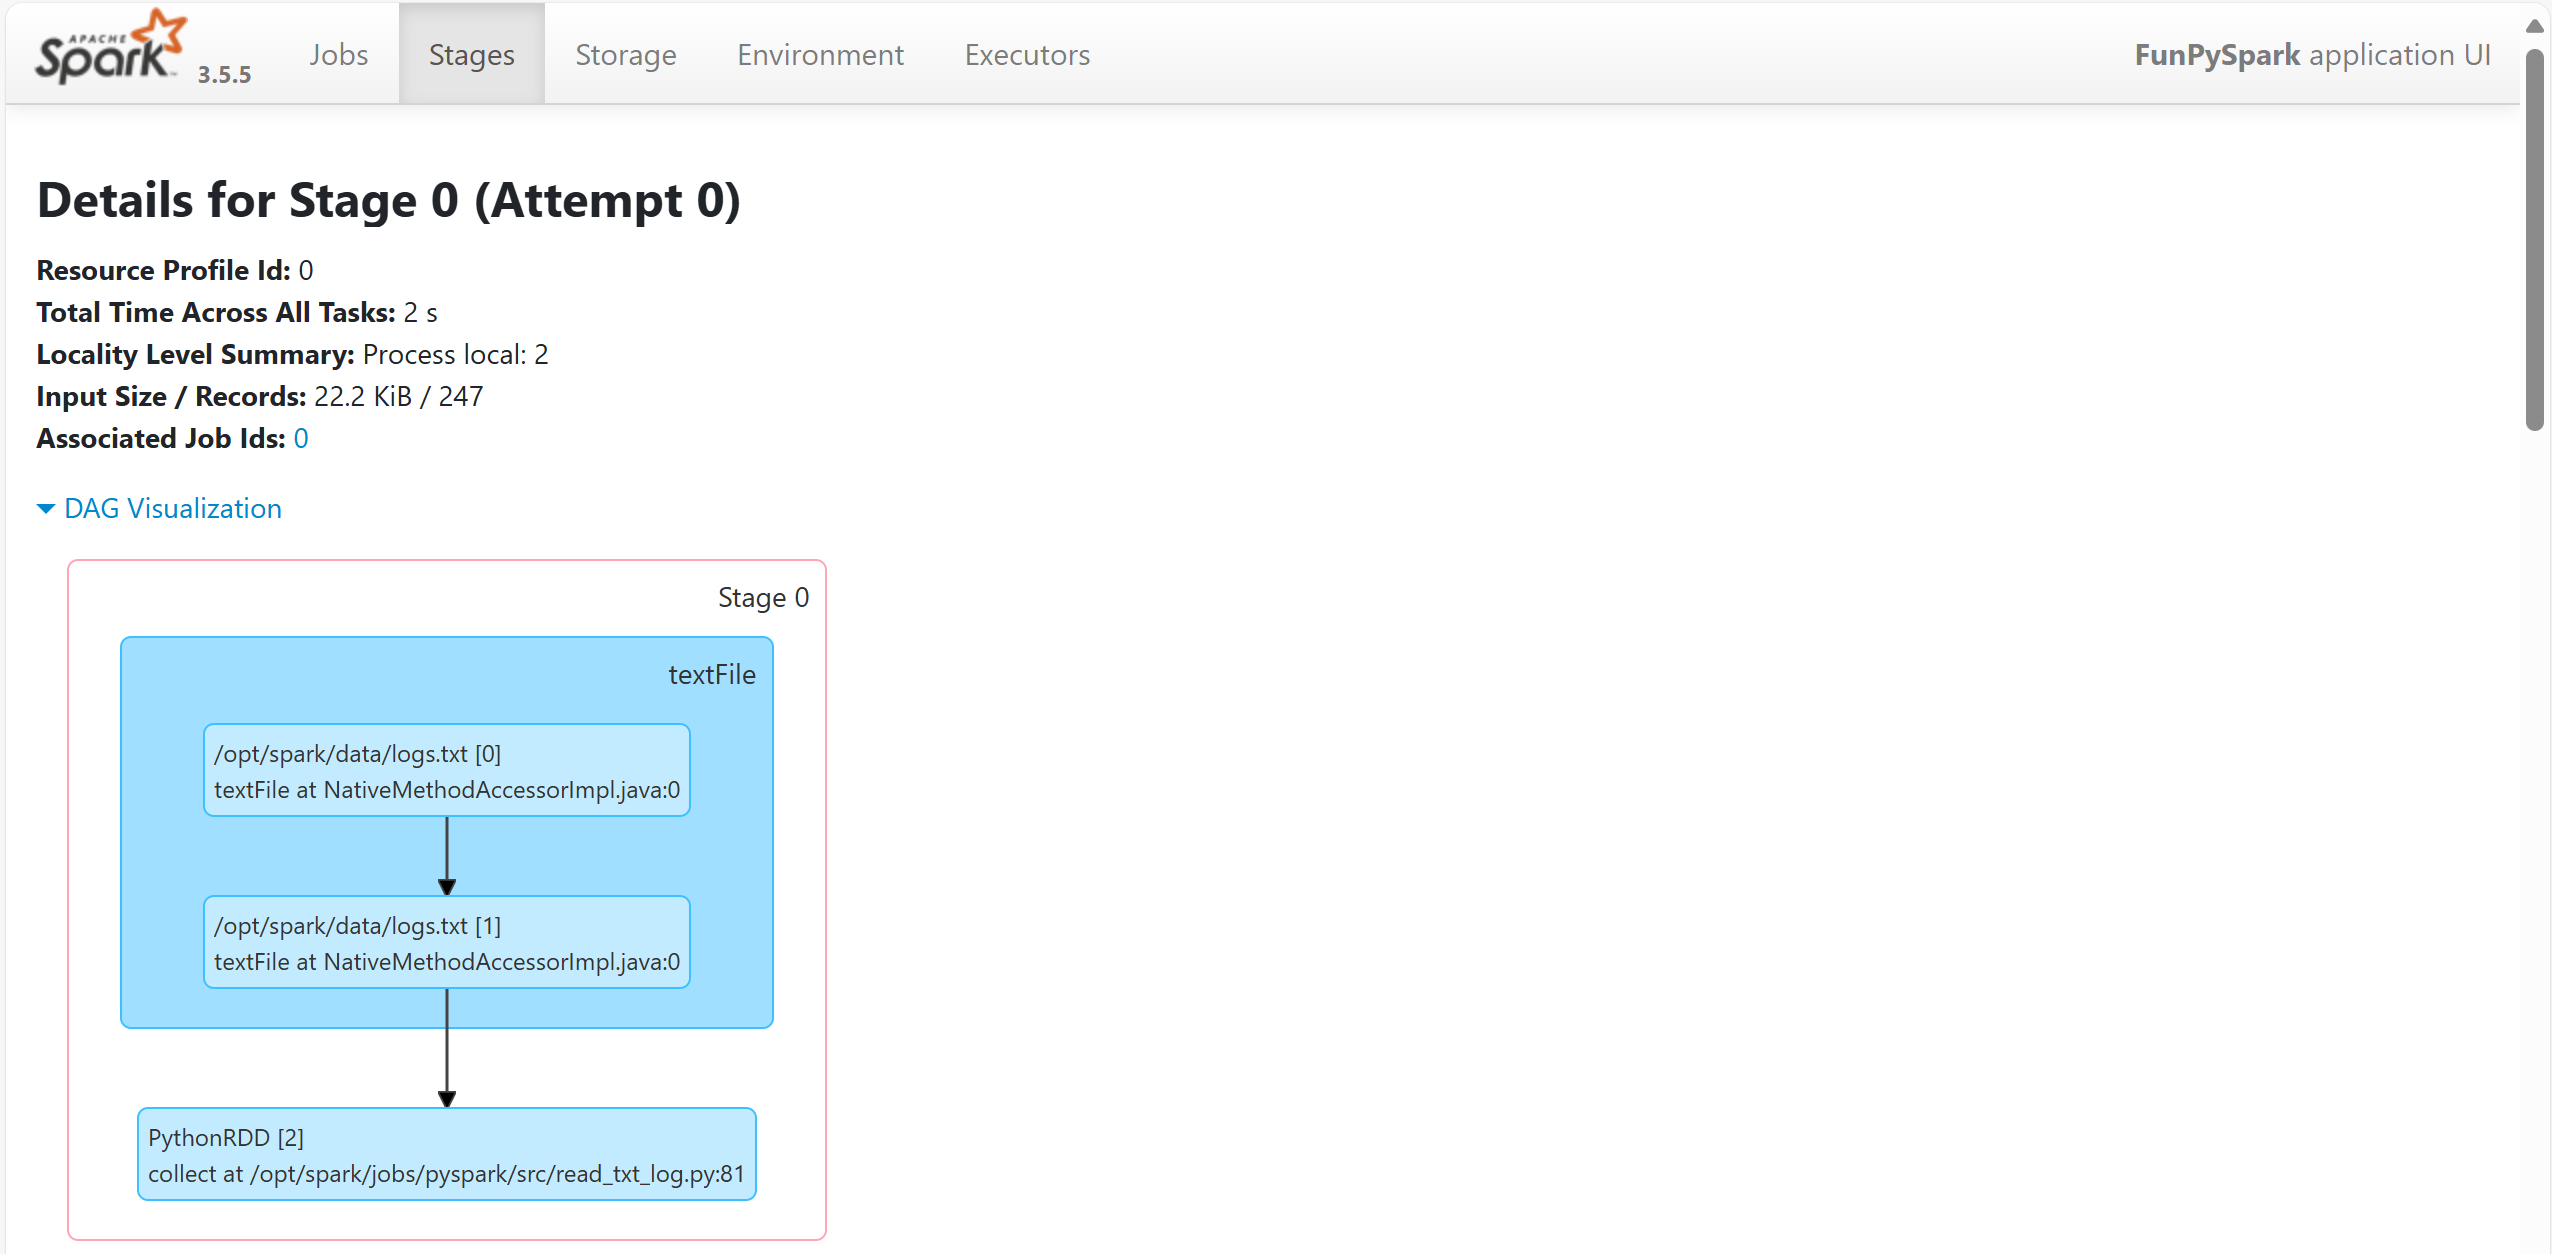 APACHE
Spark™ 3.5.5
Jobs
Stages
Storage
Environment
Executors
FunPySpark application UI
Details for Stage 0 (Attempt 0)
Resource Profile Id: 0
Total Time Across All Tasks: 2 s
Locality Level Summary: Process local: 2
Input Size / Records: 22.2 KiB / 247
Associated Job Ids: 0
DAG Visualization
Stage 0
textFile
/opt/spark/data/logs.txt [0]
textFile at NativeMethodAccessorImpl.java:0
/opt/spark/data/logs.txt [1]
textFile at NativeMethodAccessorImpl.java:0
PythonRDD [2]
collect at /opt/spark/jobs/pyspark/src/read_txt_log.py:81